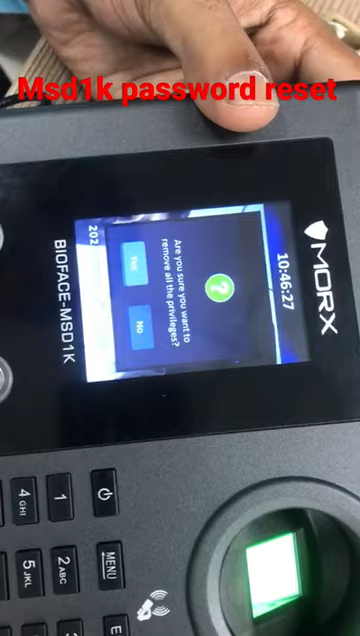 Msd1k password reset
MORX
10:46:27
?
Are you sure you want to
remove all the privileges?
Yes
No
202
BIOFACE-MSD1K
MENU
1
2 ABC
4 GHI
5 JKL
E